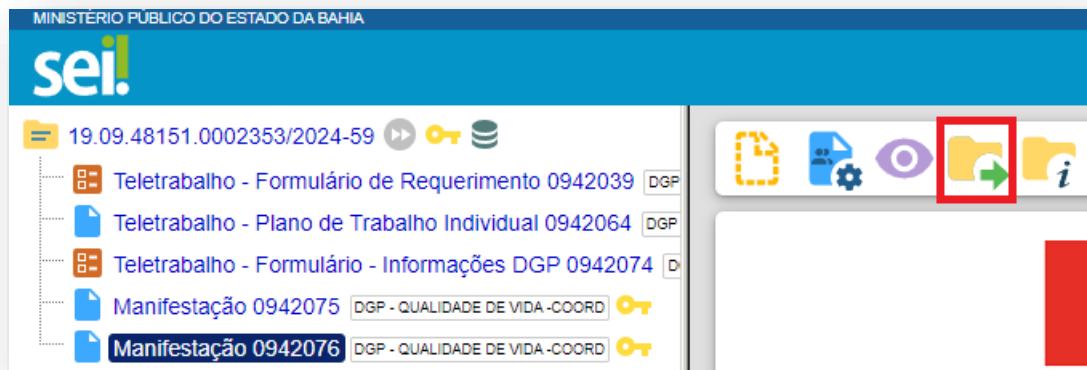 MINISTÉRIO PÚBLICO DO ESTADO DA BAHIA
sei!
19.09.48151.0002353/2024-59
Teletrabalho - Formulário de Requerimento 0942039 DGP
Teletrabalho - Plano de Trabalho Individual 0942064 DGP
Teletrabalho - Formulário - Informações DGP 0942074
Manifestação 0942075 DGP - QUALIDADE DE VIDA -COORD
Manifestação 0942076 DGP - QUALIDADE DE VIDA -COORD